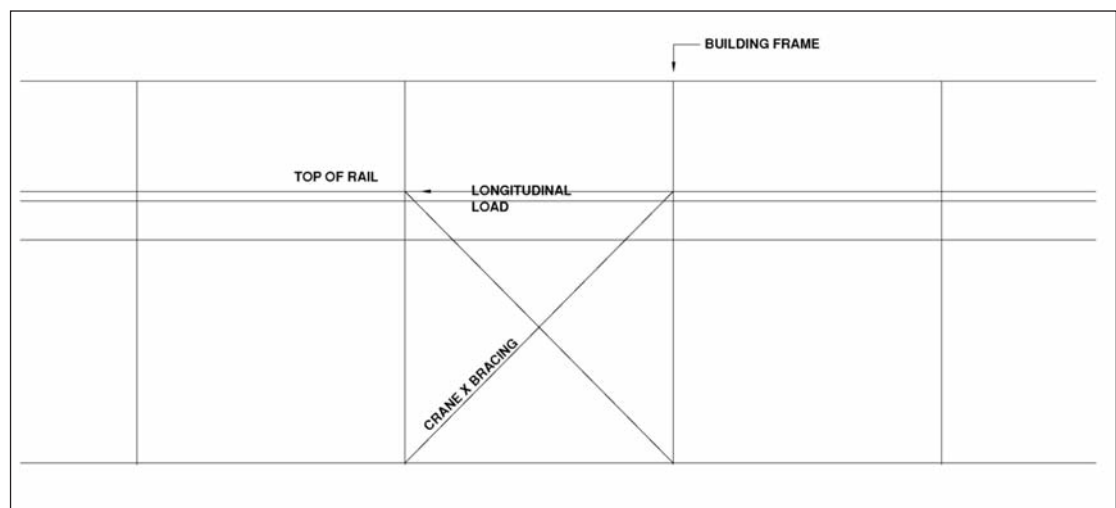 BUILDING FRAME
TOP OF RAIL
LONGITUDINAL
LOAD
CRANE X BRACING